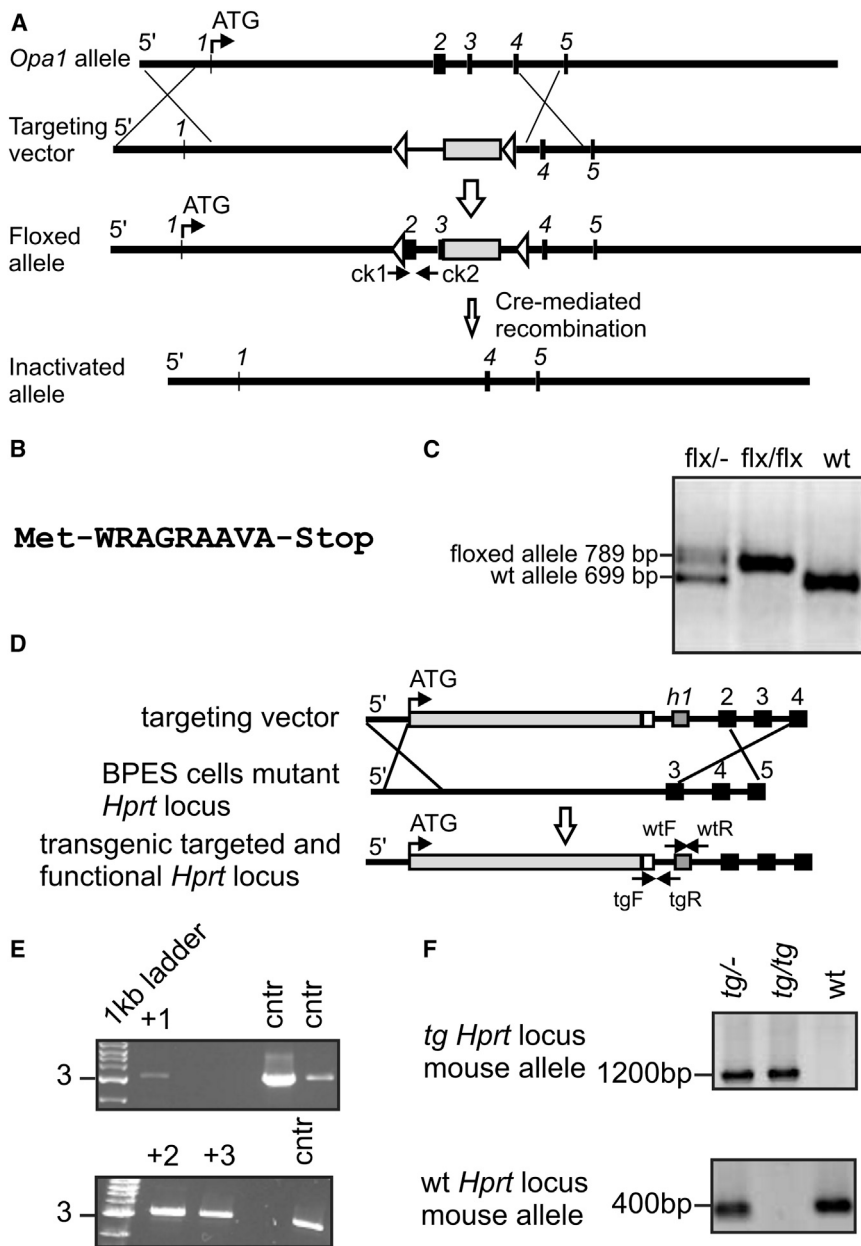 A
5' 1 ATG 2 3 4 5
Opa1 allele
Targeting 5' 1
vector
4 5
5' 1 ATG 2 3 4 5
Floxed
allele
ck1 ck2
Cre-mediated
recombination
5' 1 4 5
Inactivated
allele
B
Met-WRAGRAAVA-Stop
C
flx/- flx/flx wt
floxed allele 789 bp
wt allele 699 bp
D
5' ATG h1 2 3 4
targeting vector
BPES cells mutant 5' 3 4 5
Hprt locus
transgenic targeted and ATG wtF wtR
functional Hprt locus
tgF tgR
E
1kb ladder +1 cntr cntr
3
+2 +3 cntr
3
F
tg/- tg/tg wt
tg Hprt locus
mouse allele 1200bp
wt Hprt locus
mouse allele 400bp